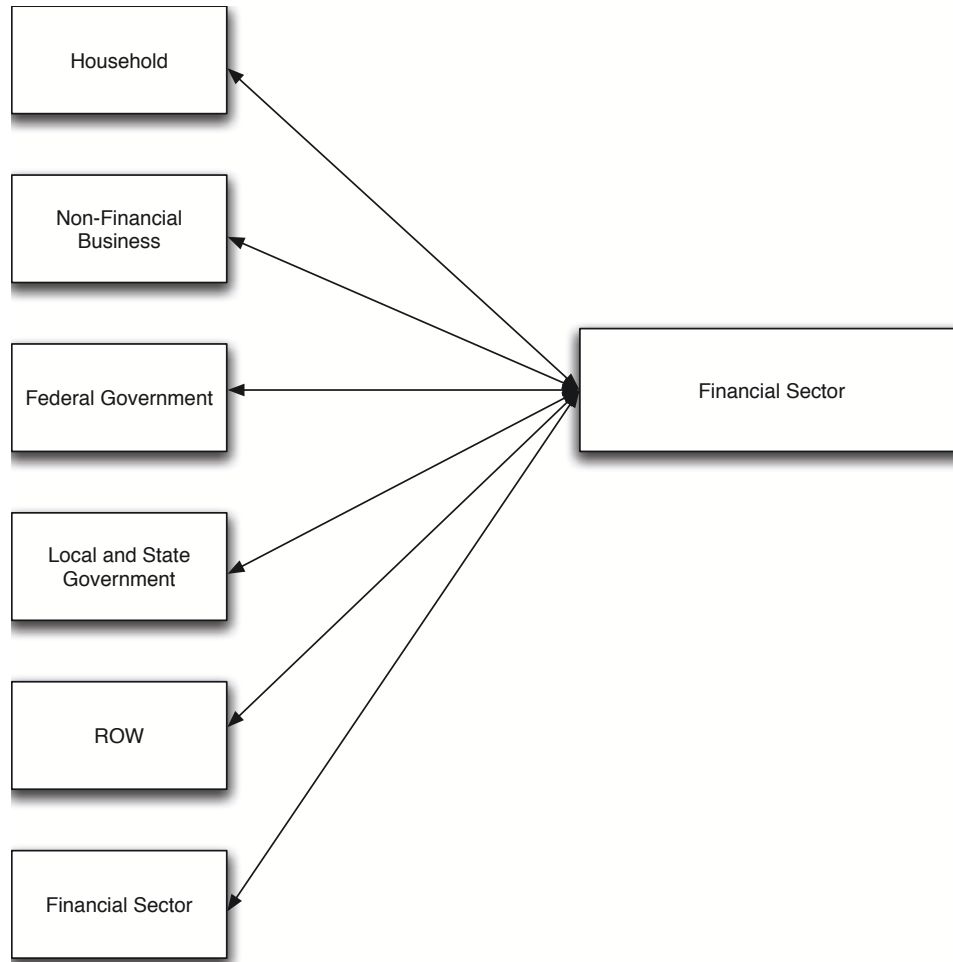 Household
Non-Financial
Business
Federal Government
Financial Sector
Local and State
Government
ROW
Financial Sector